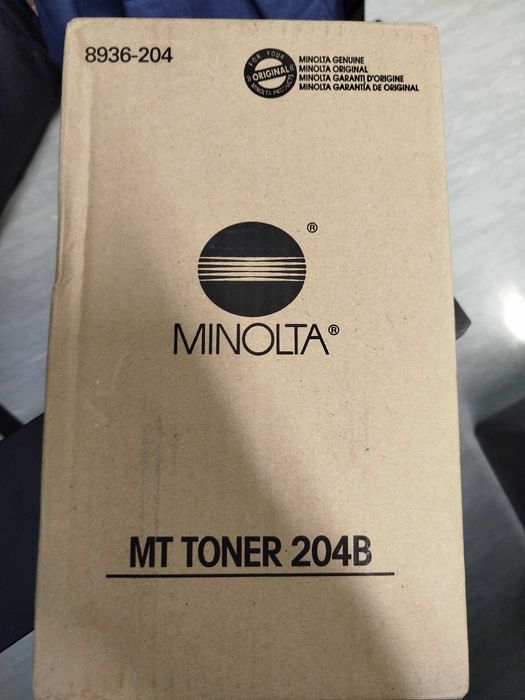 8936-204
FOR YOUR
ORIGINAL
MINOLTA PRODUCTS
MINOLTA GENUINE
MINOLTA ORIGINAL
MINOLTA GARANTI D'ORIGINE
MINOLTA GARANTÍA DE ORIGINAL
®
MINOLTA®
MT TONER 204B